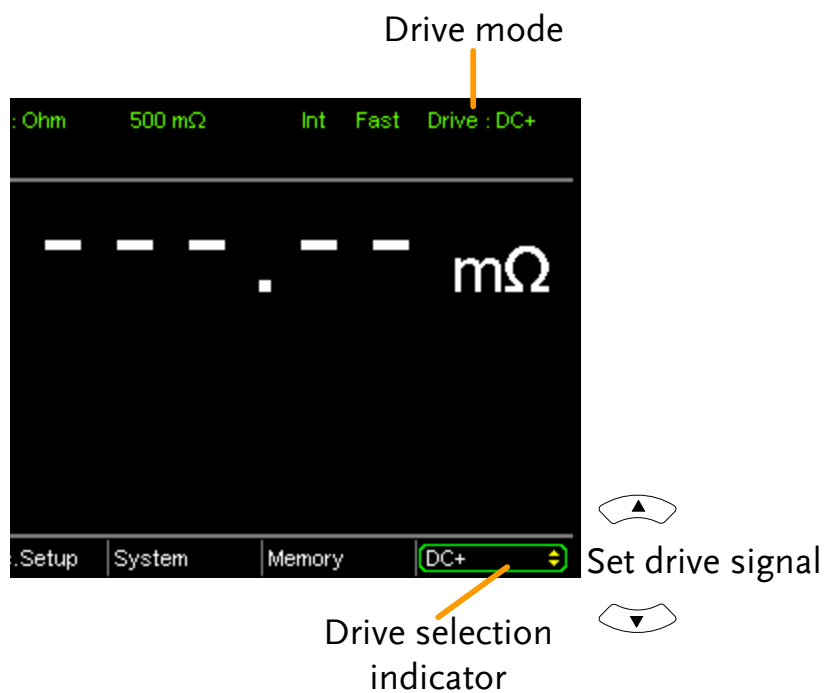 Drive mode
: Ohm 500 mΩ Int Fast Drive : DC+
– – – . – – mΩ
.Setup System Memory DC+
Set drive signal
Drive selection
indicator